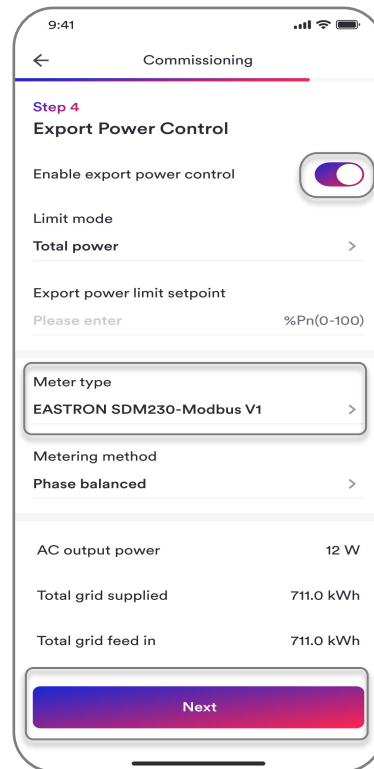 9:41
Commissioning
Step 4
Export Power Control
Enable export power control
Limit mode
Total power >
Export power limit setpoint
Please enter %Pn(0-100)
Meter type
EASTRON SDM230-Modbus V1 >
Metering method
Phase balanced >
AC output power 12 W
Total grid supplied 711.0 kWh
Total grid feed in 711.0 kWh
Next